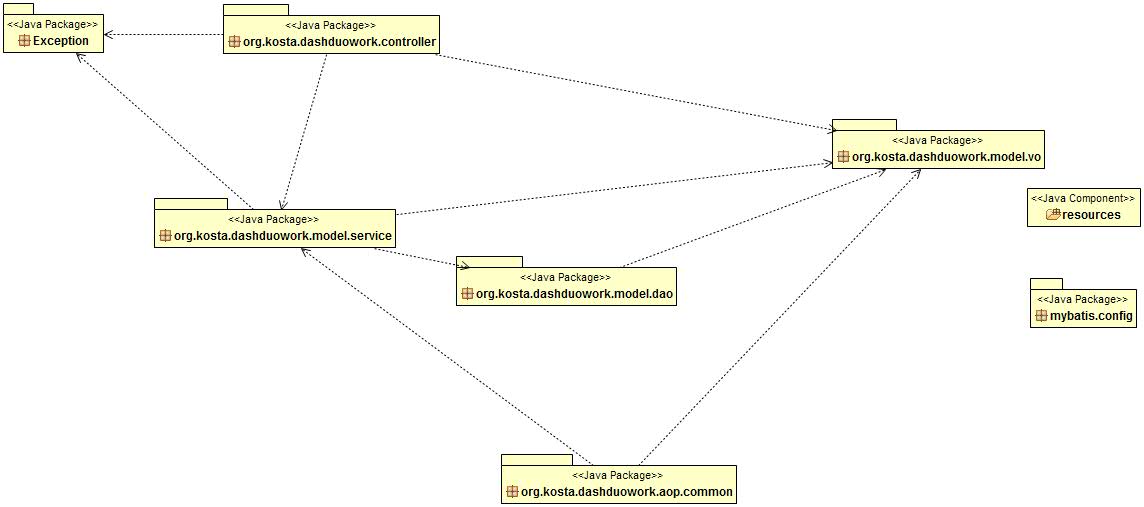 <<Java Package>>
Exception
<<Java Package>>
org.kosta.dashduowork.controller
<<Java Package>>
org.kosta.dashduowork.model.vo
<<Java Component>>
resources
<<Java Package>>
org.kosta.dashduowork.model.service
<<Java Package>>
org.kosta.dashduowork.model.dao
<<Java Package>>
mybatis.config
<<Java Package>>
org.kosta.dashduowork.aop.common